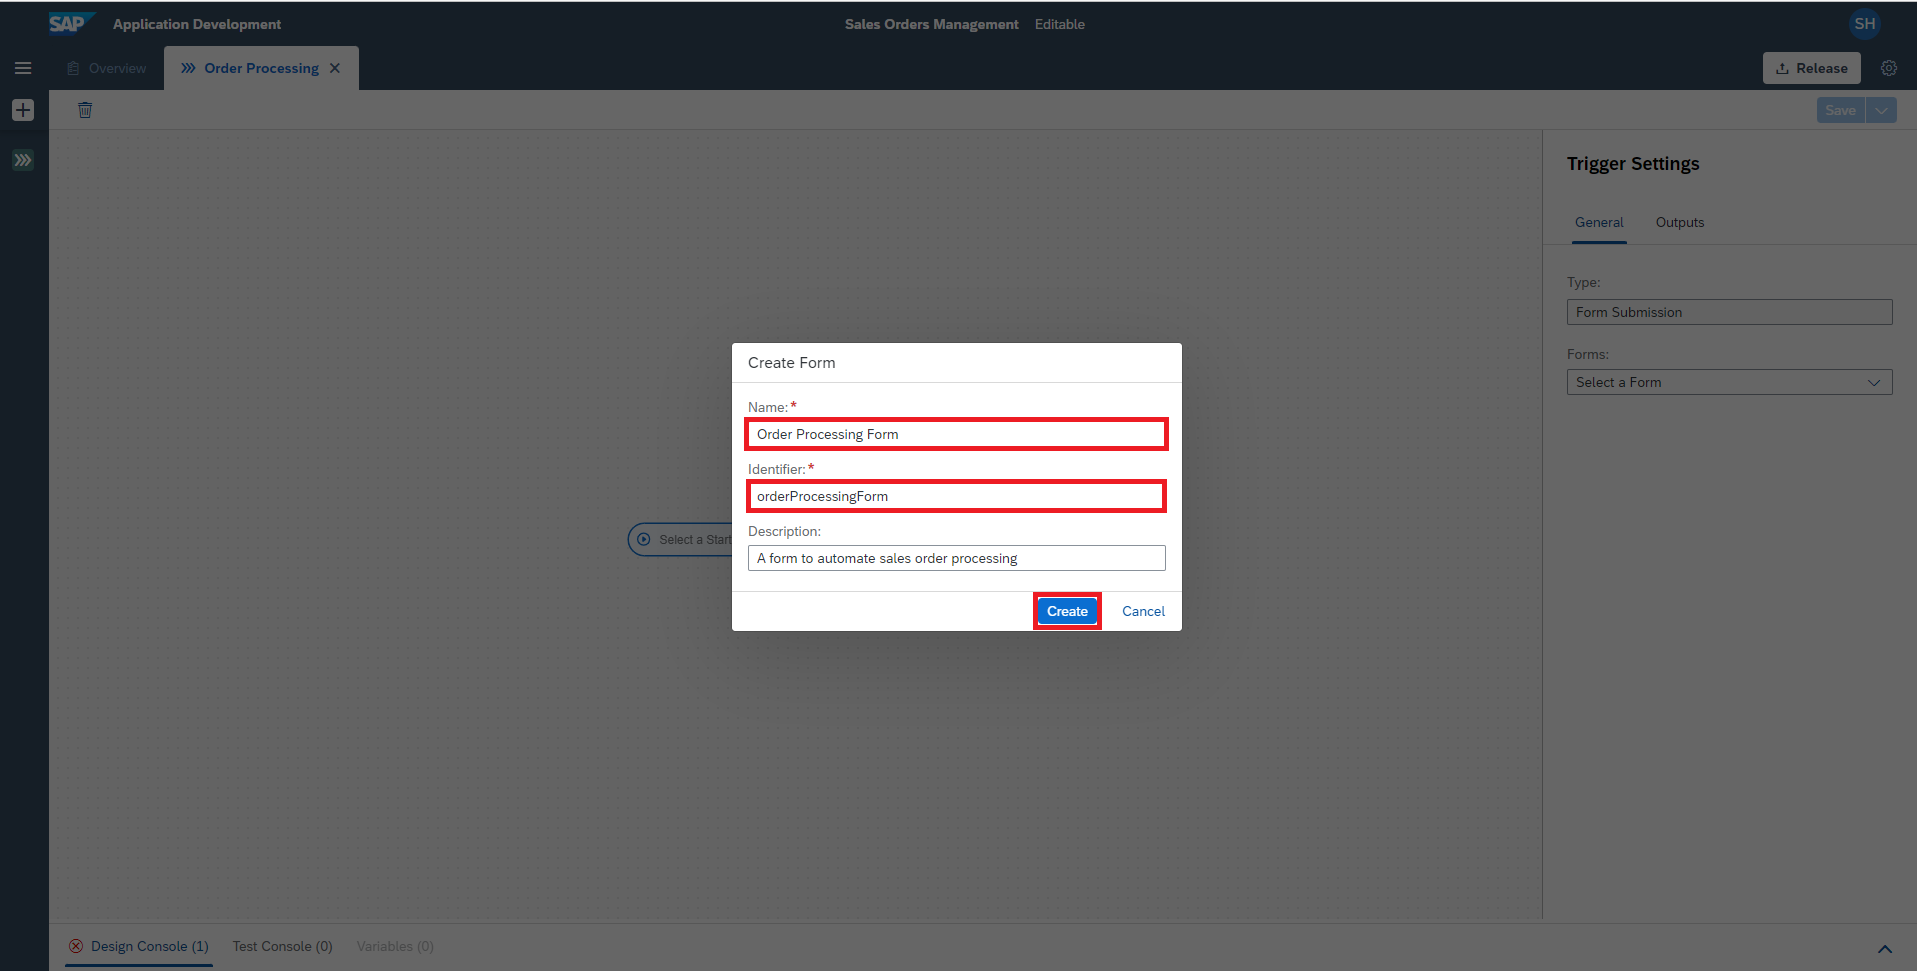 SAP Application Development
Sales Orders Management Editable
SH
Overview
Order Processing
Release
Save
Trigger Settings
General Outputs
Type:
Form Submission
Forms:
Select a Form
Select a Start
Create Form
Name:*
Order Processing Form
Identifier:*
orderProcessingForm
Description:
A form to automate sales order processing
Create Cancel
Design Console (1) Test Console (0) Variables (0)